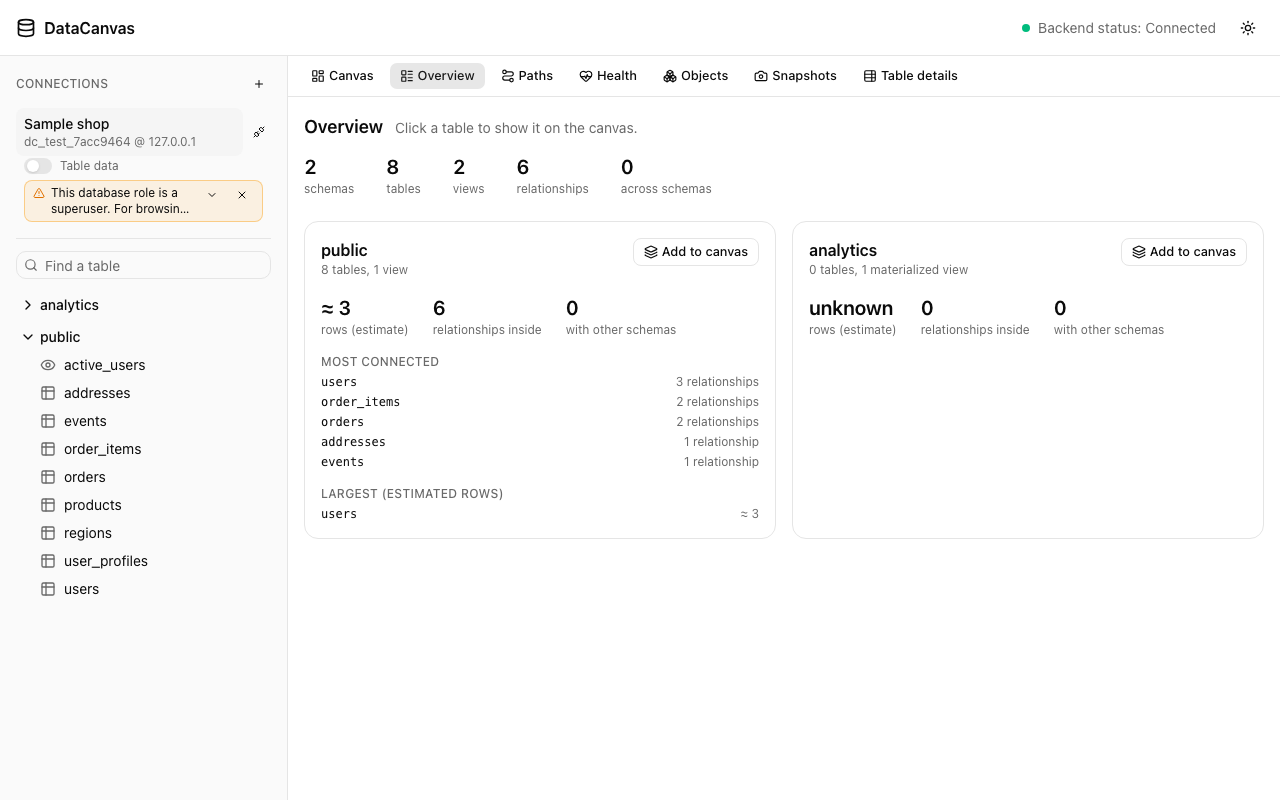 DataCanvas
Backend status: Connected
CONNECTIONS
Sample shop
dc_test_7acc9464 @ 127.0.0.1
Table data
This database role is a
superuser. For browsin...
Find a table
analytics
public
active_users
addresses
events
order_items
orders
products
regions
user_profiles
users
Canvas Overview Paths Health Objects Snapshots Table details
Overview Click a table to show it on the canvas.
2 8 2 6 0
schemas tables views relationships across schemas
public Add to canvas
8 tables, 1 view
≈ 3 6 0
rows (estimate) relationships inside with other schemas
MOST CONNECTED
users 3 relationships
order_items 2 relationships
orders 2 relationships
addresses 1 relationship
events 1 relationship
LARGEST (ESTIMATED ROWS)
users ≈ 3
analytics Add to canvas
0 tables, 1 materialized view
unknown 0 0
rows (estimate) relationships inside with other schemas